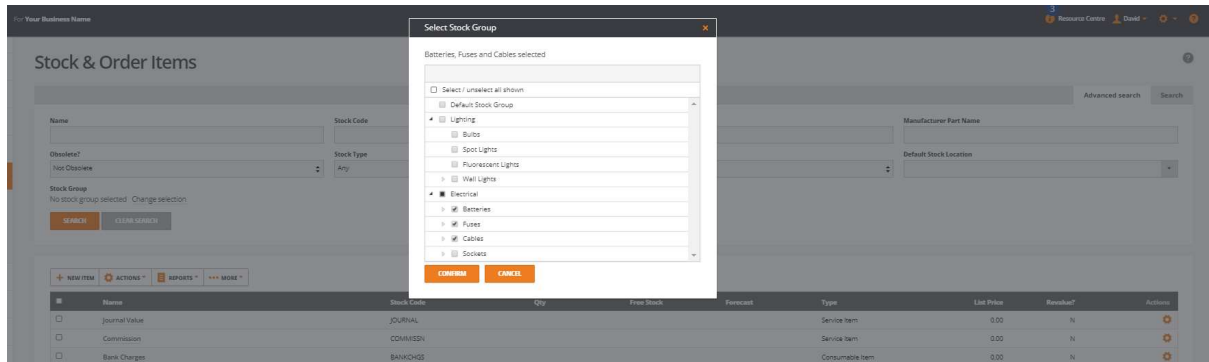 For Your Business Name
3
Resource Centre David
Select Stock Group
Stock & Order Items
Batteries, Fuses and Cables selected
Select / unselect all shown
Default Stock Group
Lighting
Bulbs
Spot Lights
Fluorescent Lights
Wall Lights
Electrical
Batteries
Fuses
Cables
Sockets
CONFIRM CANCEL
Advanced search Search
Name Stock Code Manufacturer Part Name
Obsolete? Stock Type Default Stock Location
Not Obsolete Any
Stock Group
No stock group selected Change selection
SEARCH CLEAR SEARCH
NEW ITEM ACTIONS REPORTS MORE
Name Stock Code Qty Free Stock Forecast Type List Price Revalue? Actions
Journal Value JOURNAL Service Item 0.00 N
Commission COMMISSN Service Item 0.00 N
Bank Charges BANKCHGS Consumable Item 0.00 N